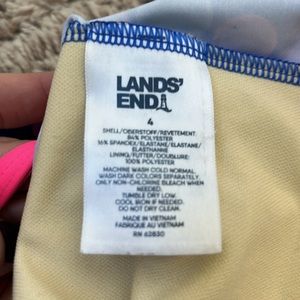 LANDS'
END
4
SHELL/OBERSTOFF/REVETEMENT:
84% POLYESTER
16% SPANDEX/ELASTANE/ELASTAN/
ELASTHANNE
LINING/FUTTER/DOUBLURE:
100% POLYESTER
MACHINE WASH COLD NORMAL.
WASH DARK COLORS SEPARATELY.
ONLY NON-CHLORINE BLEACH WHEN
NEEDED.
TUMBLE DRY LOW.
COOL IRON IF NEEDED.
DO NOT DRY CLEAN.
MADE IN VIETNAM
FABRIQUÉ AU VIETNAM
RN 62830